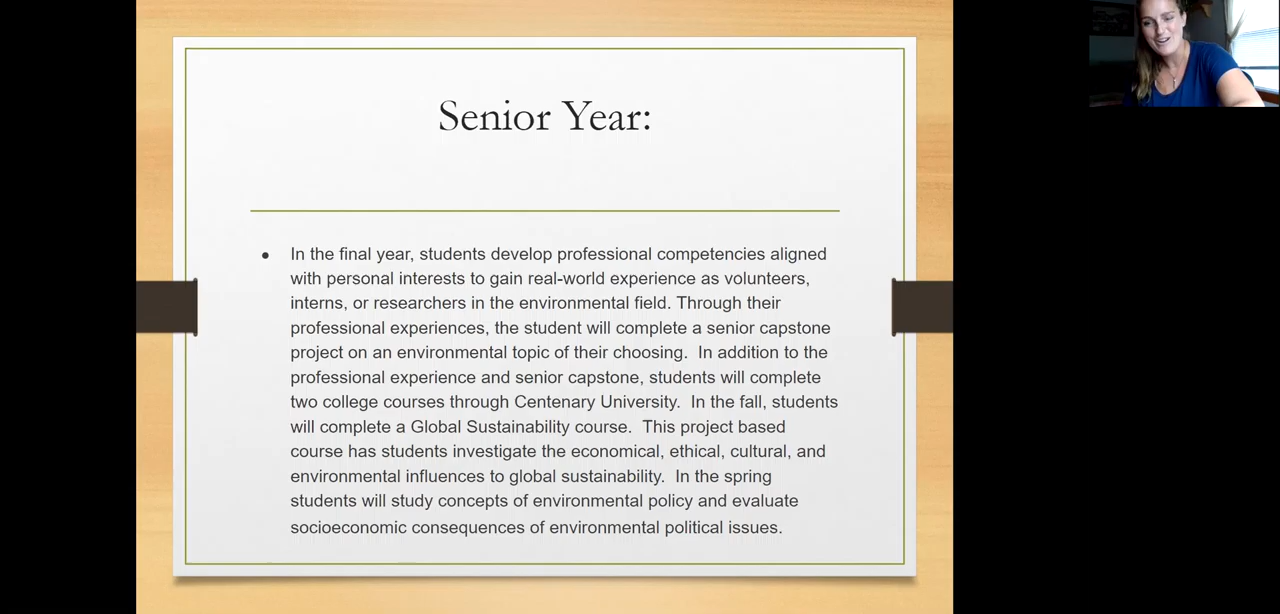 Senior Year:
● In the final year, students develop professional competencies aligned
with personal interests to gain real-world experience as volunteers,
interns, or researchers in the environmental field. Through their
professional experiences, the student will complete a senior capstone
project on an environmental topic of their choosing.  In addition to the
professional experience and senior capstone, students will complete
two college courses through Centenary University.  In the fall, students
will complete a Global Sustainability course.  This project based
course has students investigate the economical, ethical, cultural, and
environmental influences to global sustainability.  In the spring
students will study concepts of environmental policy and evaluate
socioeconomic consequences of environmental political issues.